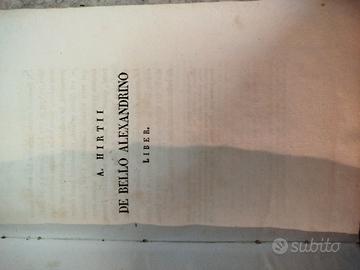 A. HIRTII
DE BELLO ALEXANDRINO
LIBER.
subito